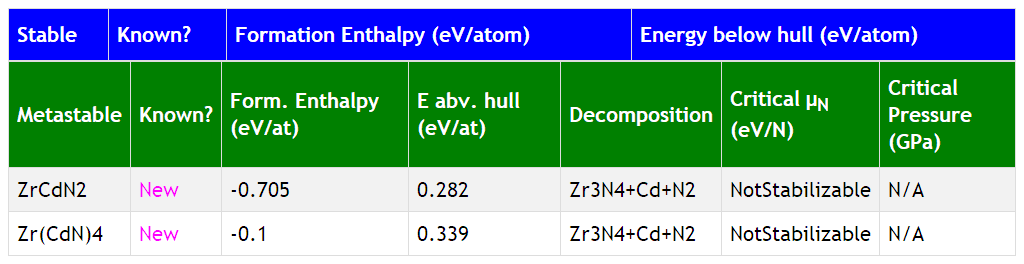 Stable Known? Formation Enthalpy (eV/atom) Energy below hull (eV/atom)
Metastable Known? Form. Enthalpy (eV/at) E abv. hull (eV/at) Decomposition Critical μN (eV/N) Critical Pressure (GPa)
ZrCdN2 New -0.705 0.282 Zr3N4+Cd+N2 NotStabilizable N/A
Zr(CdN)4 New -0.1 0.339 Zr3N4+Cd+N2 NotStabilizable N/A